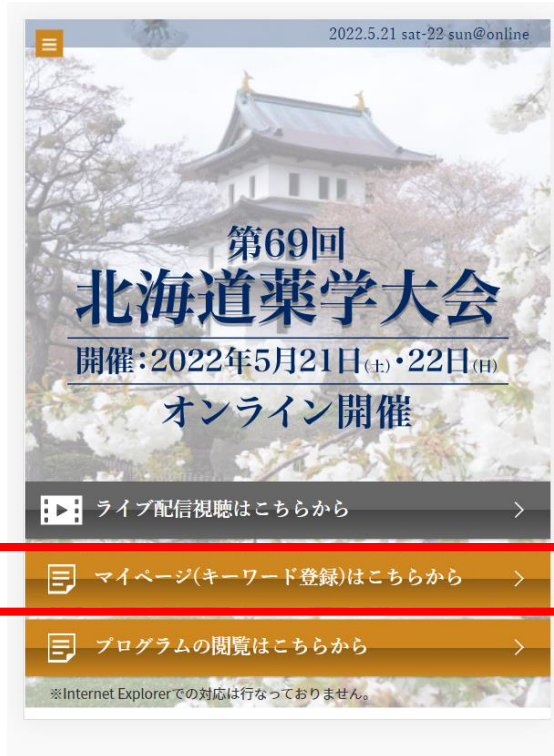 2022.5.21 sat-22 sun@online
第69回
北海道薬学大会
開催:2022年5月21日(土)・22日(日)
オンライン開催
ライブ配信視聴はこちらから
マイページ(キーワード登録)はこちらから
プログラムの閲覧はこちらから
※Internet Explorerでの対応は行なっておりません。